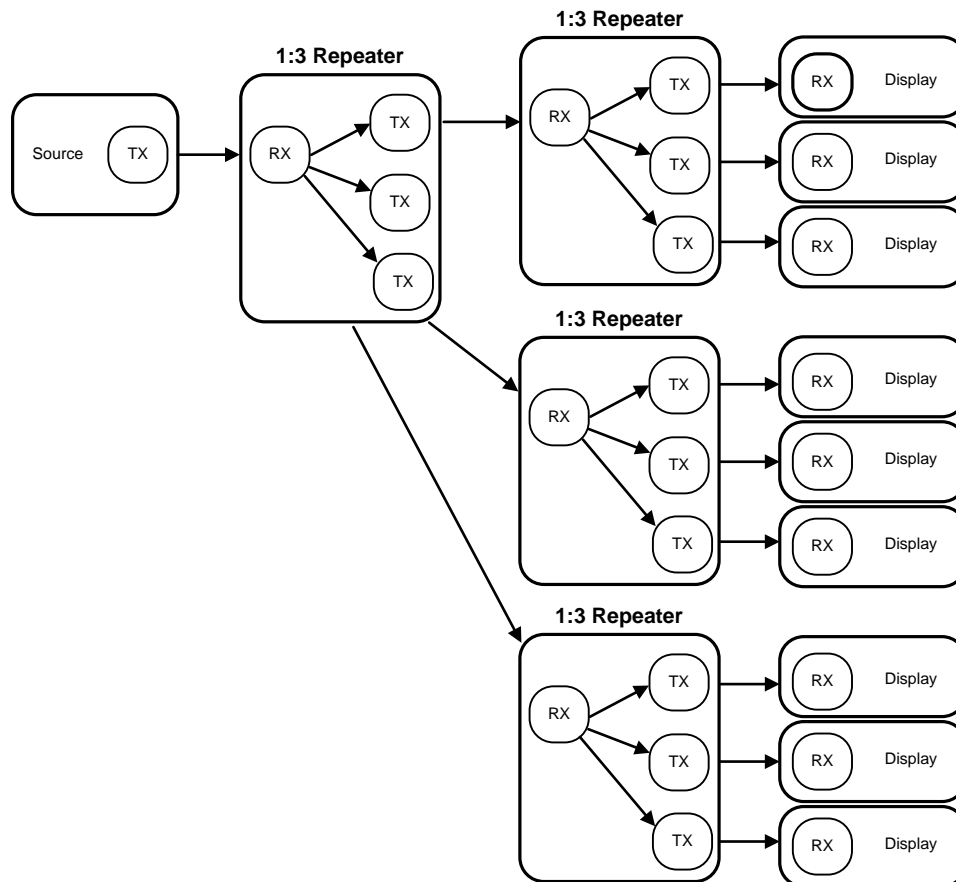 1:3 Repeater
1:3 Repeater
Source
TX
RX
TX
TX
TX
RX
TX
TX
TX
RX
Display
RX
Display
RX
Display
1:3 Repeater
RX
TX
TX
TX
RX
Display
RX
Display
RX
Display
1:3 Repeater
RX
TX
TX
TX
RX
Display
RX
Display
RX
Display